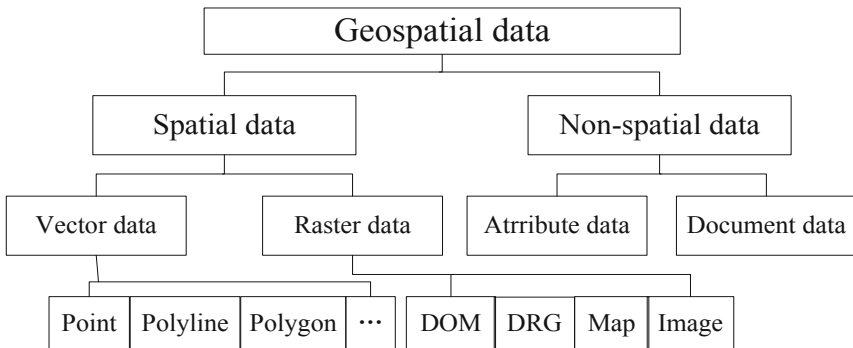 Geospatial data
Spatial data
Non-spatial data
Vector data
Raster data
Atrribute data
Document data
Point
Polyline
Polygon
...
DOM
DRG
Map
Image